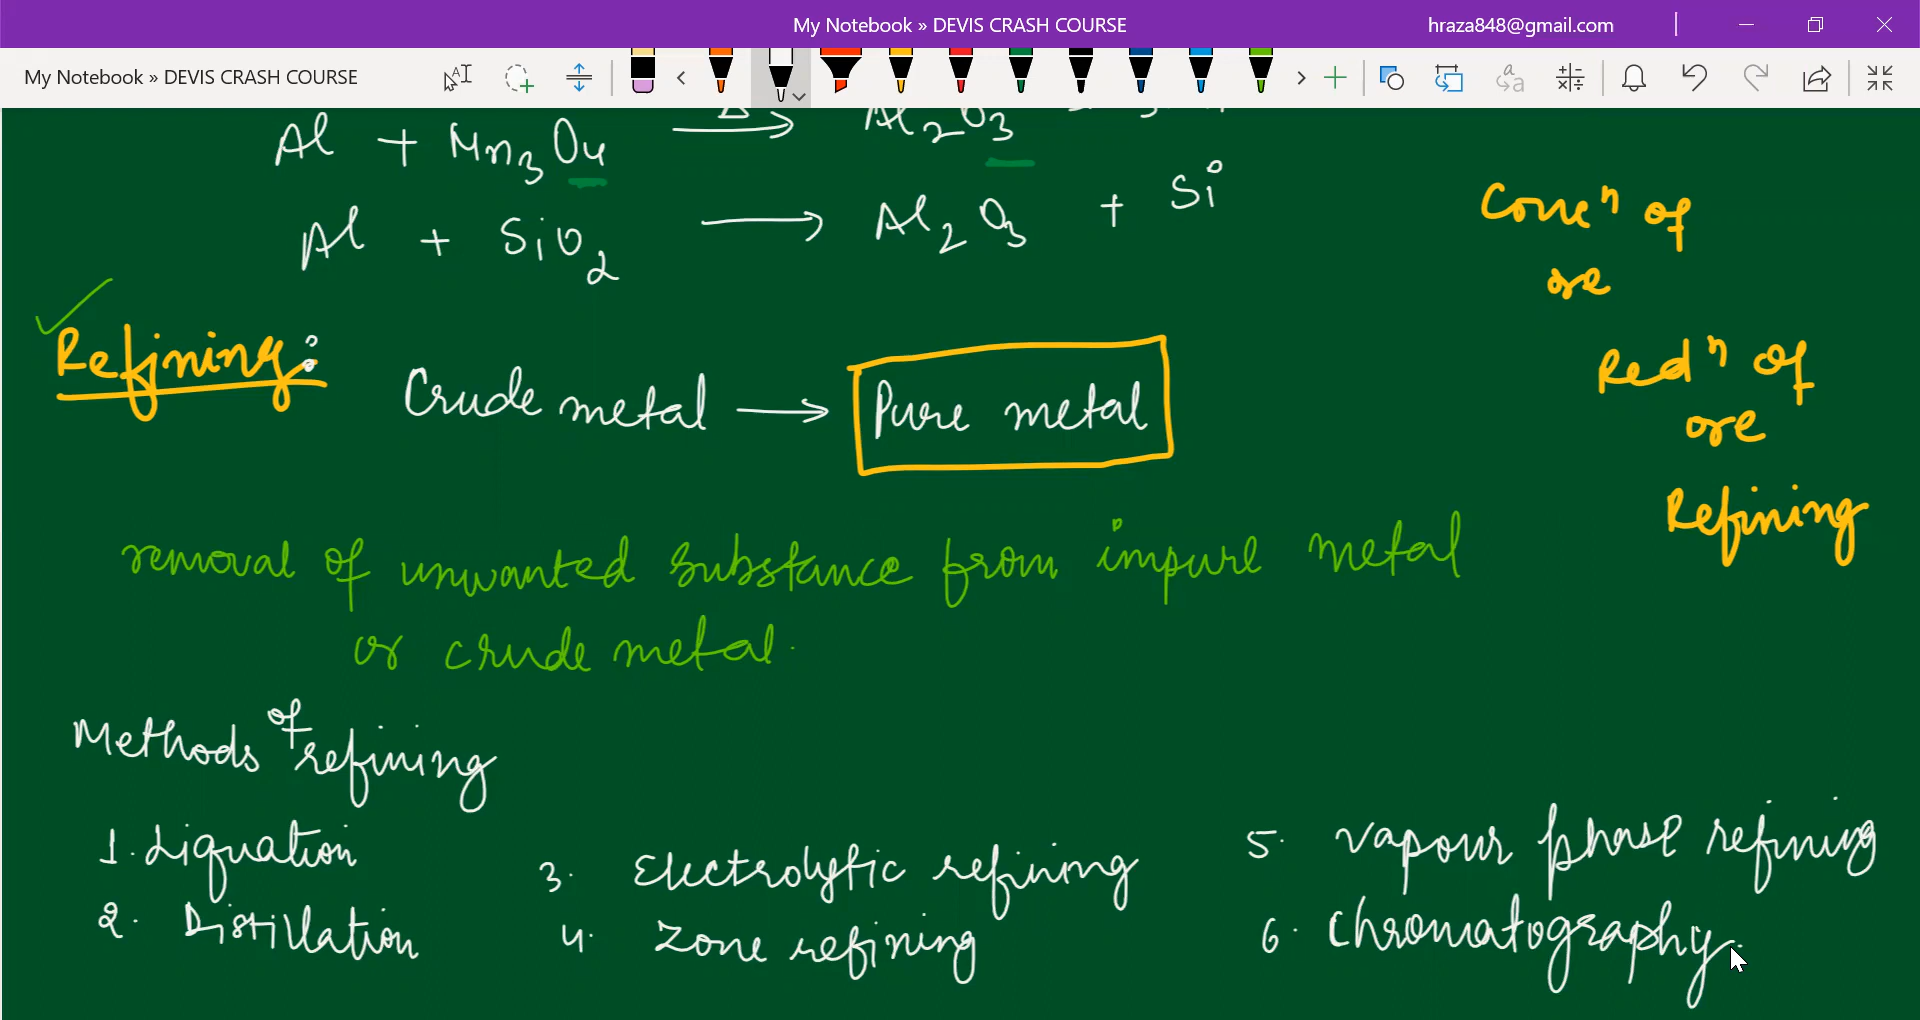 My Notebook » DEVIS CRASH COURSE
hraza848@gmail.com
My Notebook » DEVIS CRASH COURSE
Al + Mn3O4 —Δ→ Al2O3
Al + SiO2 → Al2O3 + Si
Concn of
ore
Redn of
ore
Refining
Refining:
Crude metal → Pure metal
removal of unwanted substance from impure metal
or crude metal.
Methods of refining
1. Liquation
2. Distillation
3. Electrolytic refining
4. Zone refining
5. Vapour phase refining
6. Chromatography.